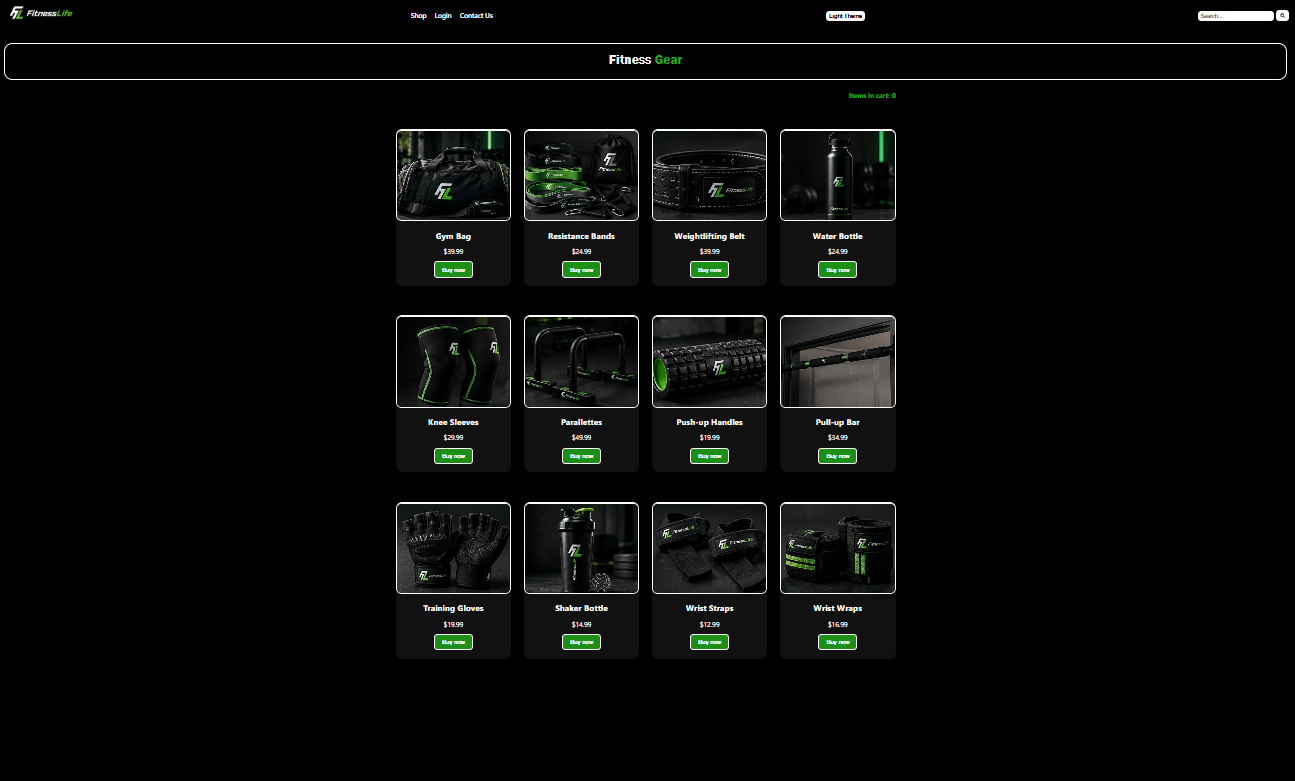 FL FitnessLife
Shop Login Contact Us
Light Theme
Search...
Fitness Gear
Items in cart: 0
Gym Bag
$39.99
Buy now
Resistance Bands
$24.99
Buy now
Weightlifting Belt
$39.99
Buy now
Water Bottle
$24.99
Buy now
Knee Sleeves
$29.99
Buy now
Parallettes
$49.99
Buy now
Push-up Handles
$19.99
Buy now
Pull-up Bar
$34.99
Buy now
Training Gloves
$19.99
Buy now
Shaker Bottle
$14.99
Buy now
Wrist Straps
$12.99
Buy now
Wrist Wraps
$16.99
Buy now